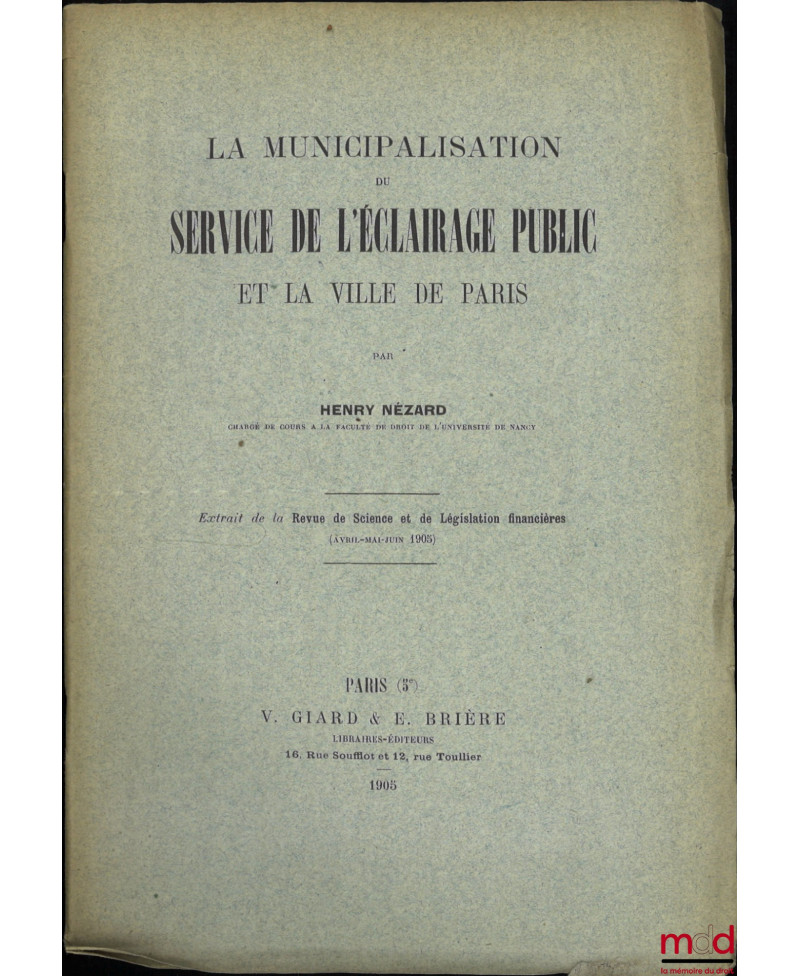 LA MUNICIPALISATION
DU
SERVICE DE L'ÉCLAIRAGE PUBLIC
ET LA VILLE DE PARIS
PAR
HENRY NÉZARD
CHARGÉ DE COURS A LA FACULTÉ DE DROIT DE L'UNIVERSITÉ DE NANCY
Extrait de la Revue de Science et de Législation financières
(AVRIL-MAI-JUIN 1905)
PARIS (5e)
V. GIARD & E. BRIÈRE
LIBRAIRES-ÉDITEURS
16, Rue Soufflot et 12, rue Toullier
1905
mdd
la mémoire du droit